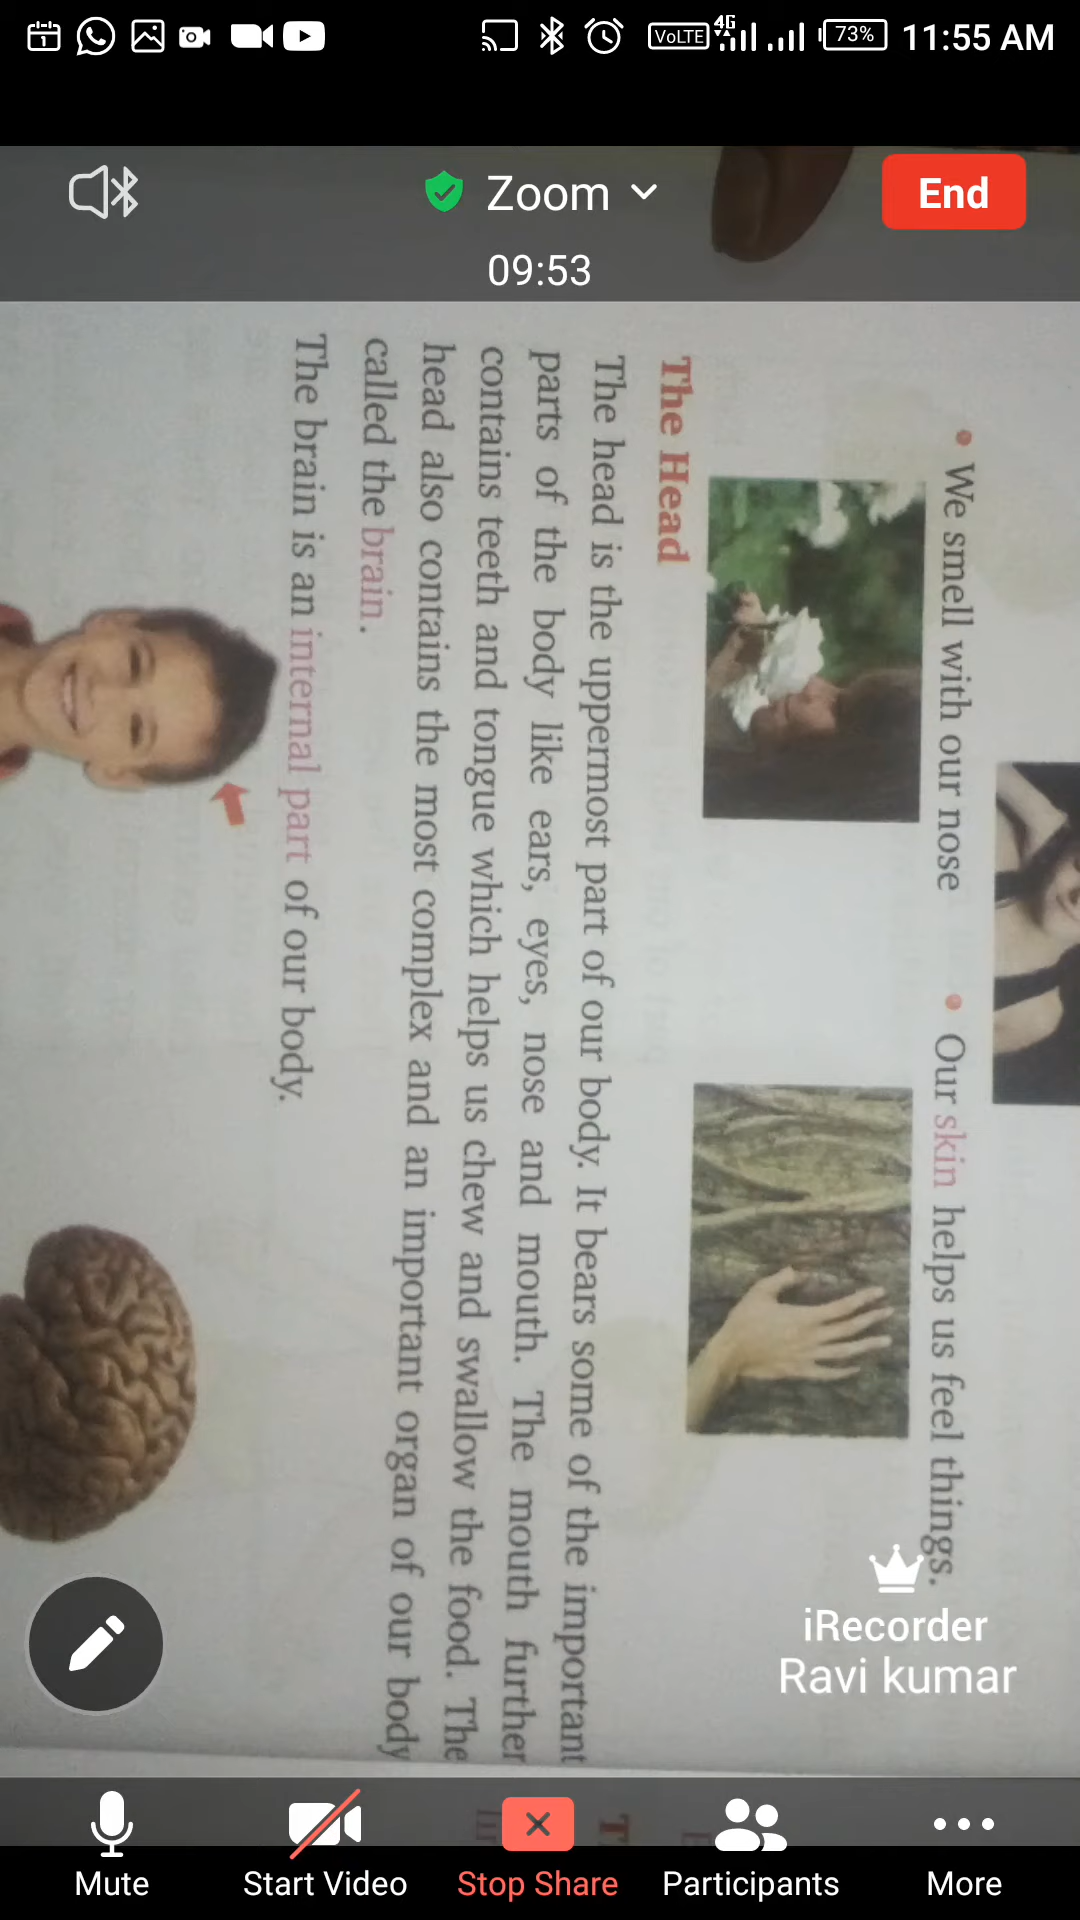 VoLTE 4G 73% 11:55 AM
Zoom
End
09:53
• We smell with our nose
• Our skin helps us feel things.
The Head
The head is the uppermost part of our body. It bears some of the important
parts of the body like ears, eyes, nose and mouth. The mouth further
contains teeth and tongue which helps us chew and swallow the food. The
head also contains the most complex and an important organ of our body
called the brain.
The brain is an internal part of our body.
iRecorder
Ravi kumar
Mute
Start Video
Stop Share
Participants
More